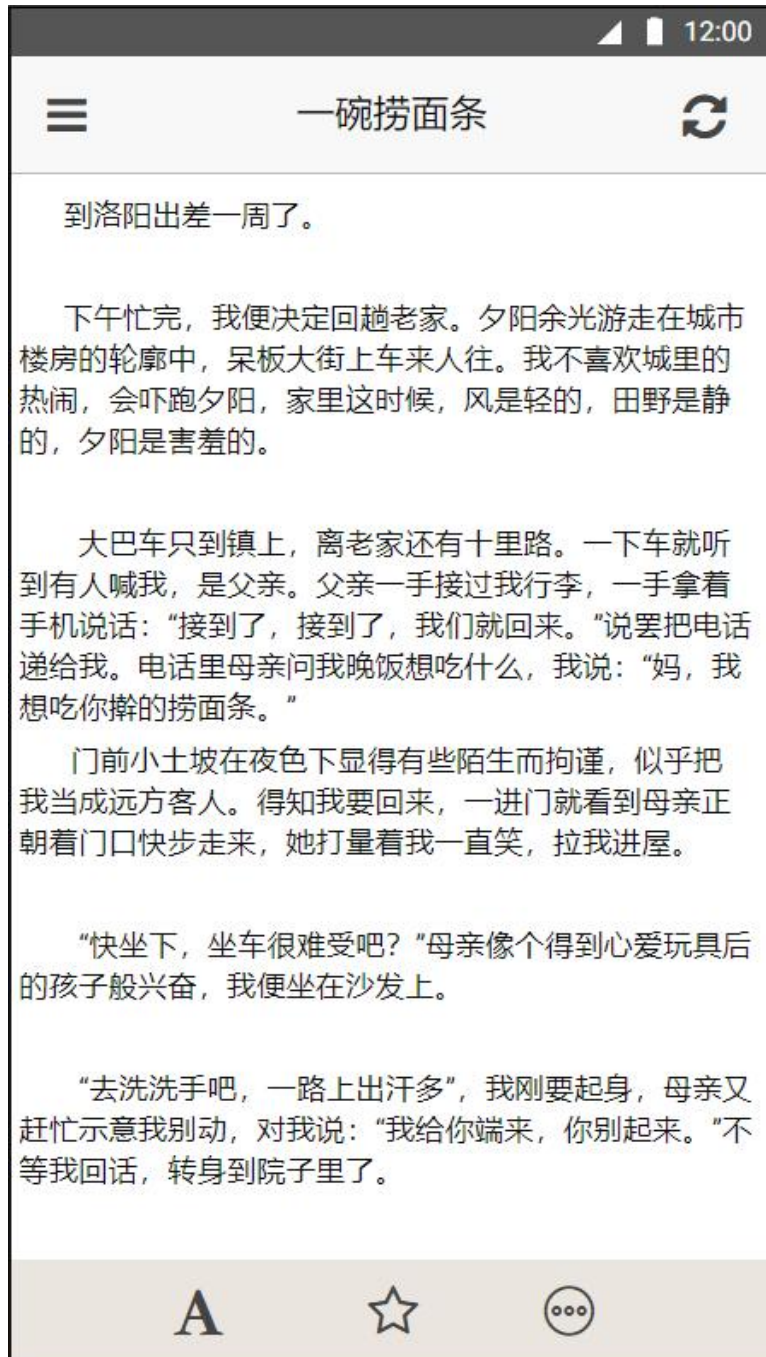 12:00
一碗捞面条
到洛阳出差一周了。
下午忙完，我便决定回趟老家。夕阳余光游走在城市
楼房的轮廓中，呆板大街上车来人往。我不喜欢城里的
热闹，会吓跑夕阳，家里这时候，风是轻的，田野是静
的，夕阳是害羞的。
大巴车只到镇上，离老家还有十里路。一下车就听
到有人喊我，是父亲。父亲一手接过我行李，一手拿着
手机说话：“接到了，接到了，我们就回来。”说罢把电话
递给我。电话里母亲问我晚饭想吃什么，我说：“妈，我
想吃你擀的捞面条。”
门前小土坡在夜色下显得有些陌生而拘谨，似乎把
我当成远方客人。得知我要回来，一进门就看到母亲正
朝着门口快步走来，她打量着我一直笑，拉我进屋。
“快坐下，坐车很难受吧？”母亲像个得到心爱玩具后
的孩子般兴奋，我便坐在沙发上。
“去洗洗手吧，一路上出汗多”，我刚要起身，母亲又
赶忙示意我别动，对我说：“我给你端来，你别起来。”不
等我回话，转身到院子里了。
A